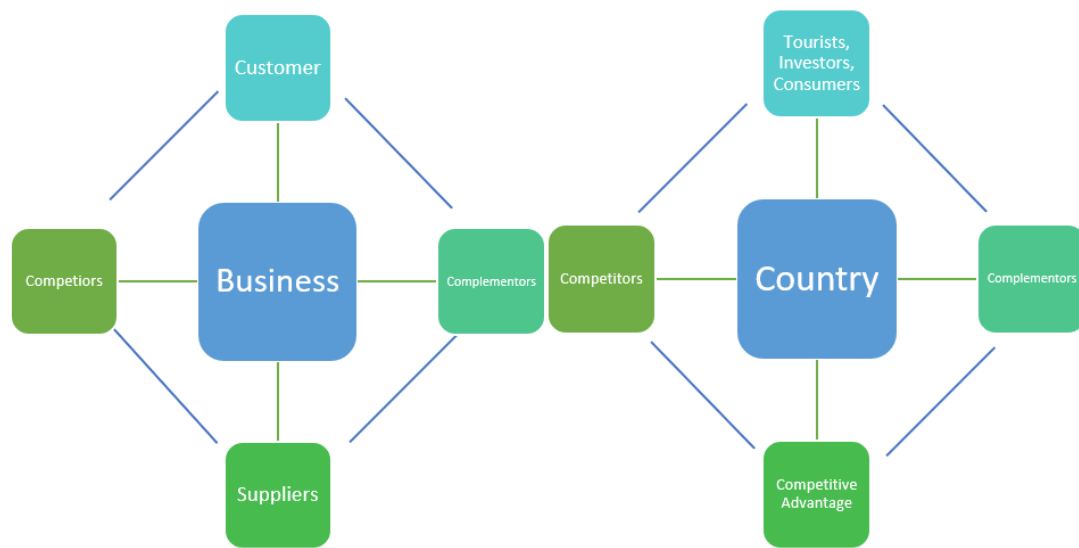 Customer
Competiors
Business
Complementors
Suppliers
Tourists,
Investors,
Consumers
Competitors
Country
Complementors
Competitive
Advantage